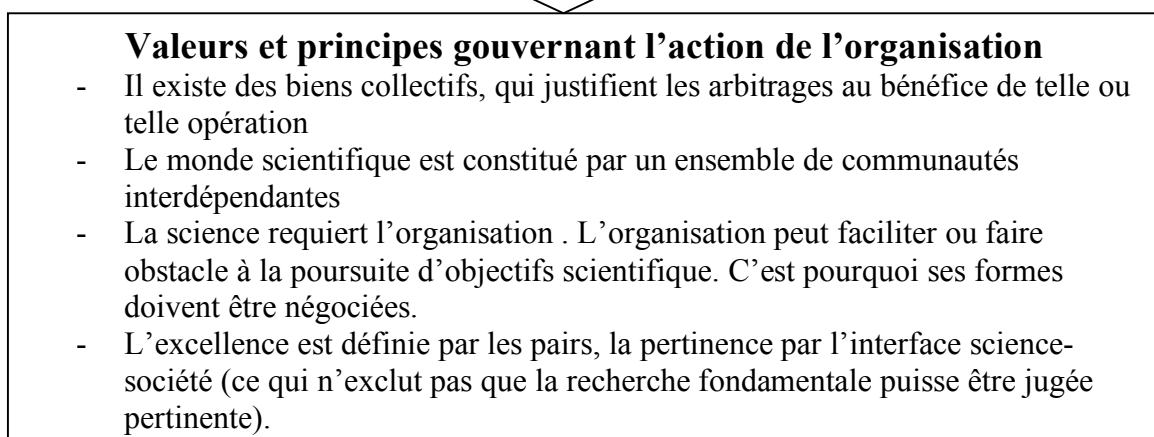 Valeurs et principes gouvernant l’action de l’organisation
- Il existe des biens collectifs, qui justifient les arbitrages au bénéfice de telle ou
telle opération
- Le monde scientifique est constitué par un ensemble de communautés
interdépendantes
- La science requiert l’organisation . L’organisation peut faciliter ou faire
obstacle à la poursuite d’objectifs scientifique. C’est pourquoi ses formes
doivent être négociées.
- L’excellence est définie par les pairs, la pertinence par l’interface science-
société (ce qui n’exclut pas que la recherche fondamentale puisse être jugée
pertinente).